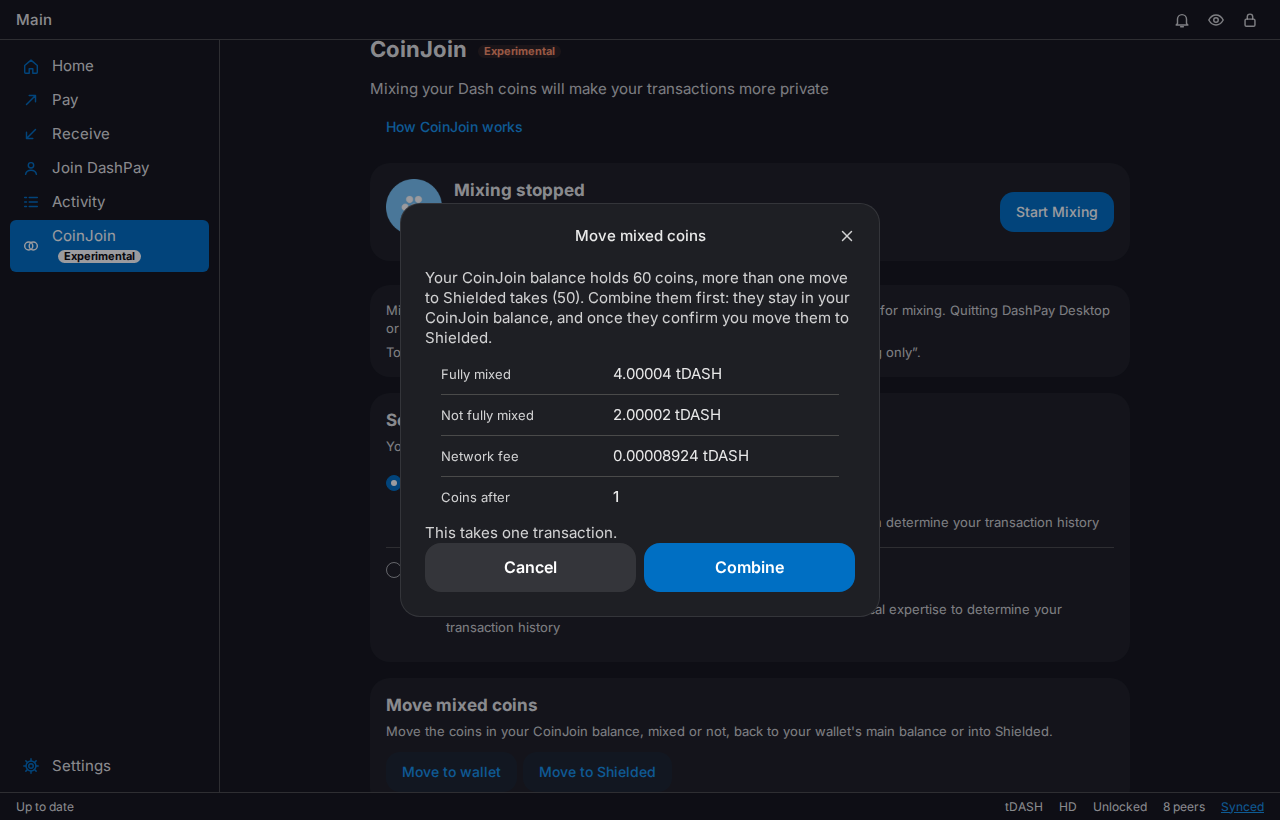 Main
Home
Pay
Receive
Join DashPay
Activity
CoinJoin
Experimental
Settings
CoinJoin Experimental
Mixing your Dash coins will make your transactions more private
How CoinJoin works
Mixing stopped
Start Mixing
Move mixed coins
Your CoinJoin balance holds 60 coins, more than one move
to Shielded takes (50). Combine them first: they stay in your
CoinJoin balance, and once they confirm you move them to
Shielded.
Fully mixed 4.00004 tDASH
Not fully mixed 2.00002 tDASH
Network fee 0.00008924 tDASH
Coins after 1
This takes one transaction.
Cancel Combine
for mixing. Quitting DashPay Desktop
or
only”.
determine your transaction history
expertise to determine your
transaction history
Move mixed coins
Move the coins in your CoinJoin balance, mixed or not, back to your wallet's main balance or into Shielded.
Move to wallet Move to Shielded
Up to date
tDASH HD Unlocked 8 peers Synced